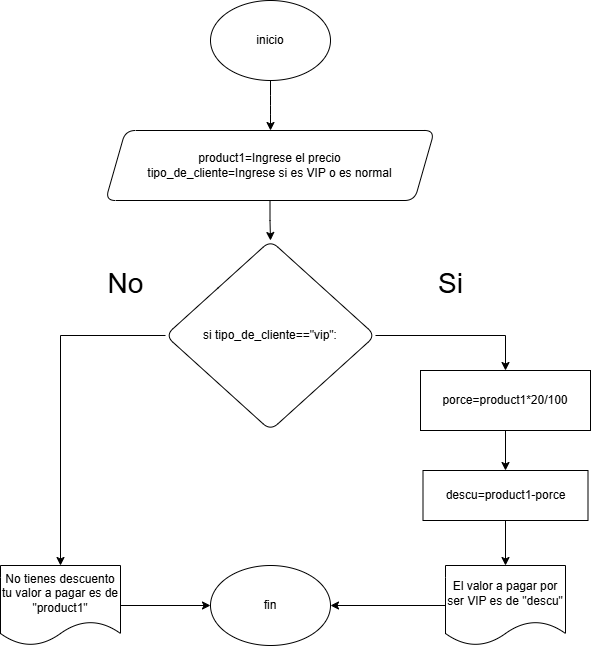 inicio
product1=Ingrese el precio
tipo_de_cliente=Ingrese si es VIP o es normal
No
Si
si tipo_de_cliente=="vip":
porce=product1*20/100
descu=product1-porce
No tienes descuento
tu valor a pagar es de
"product1"
fin
El valor a pagar por
ser VIP es de "descu"